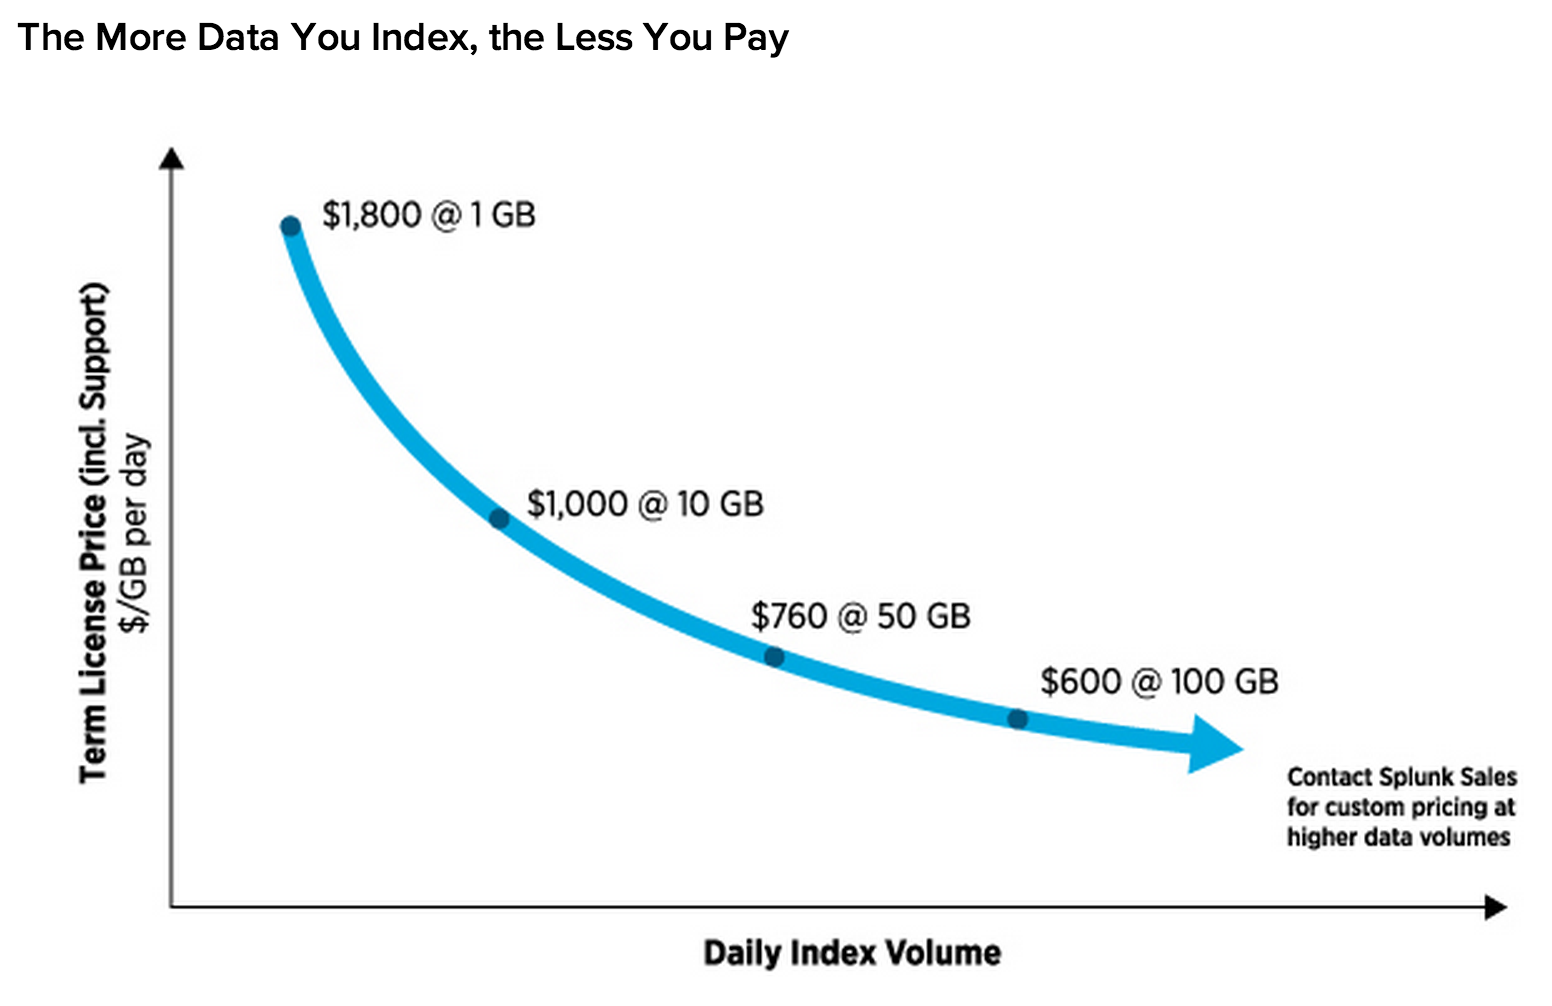 The More Data You Index, the Less You Pay
$1,800 @ 1 GB
Term License Price (incl. Support)
$/GB per day
$1,000 @ 10 GB
$760 @ 50 GB
$600 @ 100 GB
Contact Splunk Sales
for custom pricing at
higher data volumes
Daily Index Volume